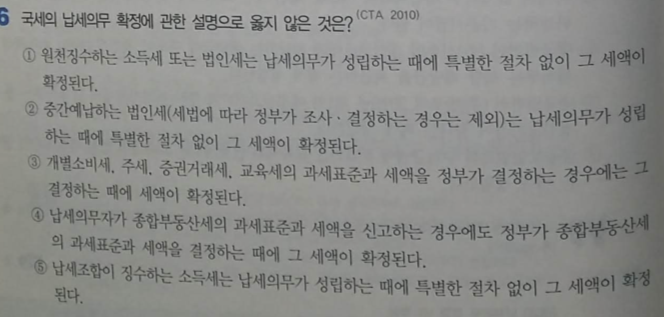 6 국세의 납세의무 확정에 관한 설명으로 옳지 않은 것은? (CTA 2010)
① 원천징수하는 소득세 또는 법인세는 납세의무가 성립하는 때에 특별한 절차 없이 그 세액이
확정된다.
② 중간예납하는 법인세(세법에 따라 정부가 조사·결정하는 경우는 제외)는 납세의무가 성립
하는 때에 특별한 절차 없이 그 세액이 확정된다.
③ 개별소비세, 주세, 증권거래세, 교육세의 과세표준과 세액을 정부가 결정하는 경우에는 그
결정하는 때에 세액이 확정된다.
④ 납세의무자가 종합부동산세의 과세표준과 세액을 신고하는 경우에도 정부가 종합부동산세
의 과세표준과 세액을 결정하는 때에 그 세액이 확정된다.
⑤ 납세조합이 징수하는 소득세는 납세의무가 성립하는 때에 특별한 절차 없이 그 세액이 확정
된다.